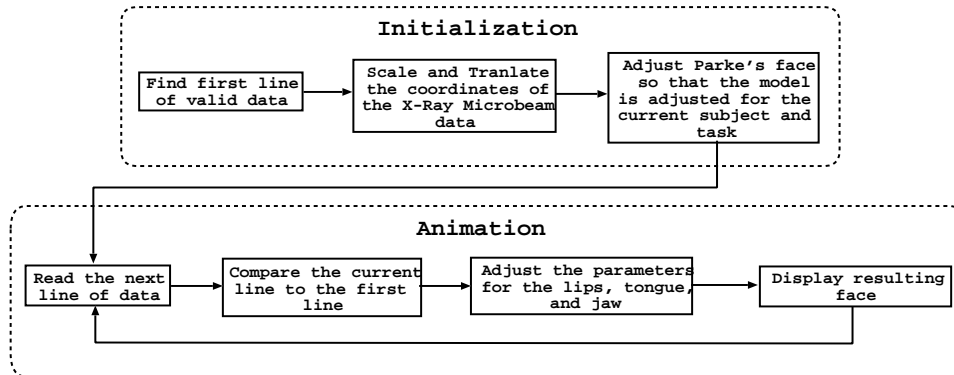 Initialization
Find first line
of valid data
Scale and Tranlate
the coordinates of
the X-Ray Microbeam
data
Adjust Parke's face
so that the model
is adjusted for the
current subject and
task
Animation
Read the next
line of data
Compare the current
line to the first
line
Adjust the parameters
for the lips, tongue,
and jaw
Display resulting
face